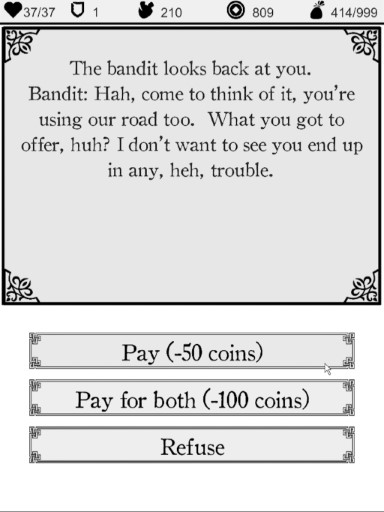 37/37 1 210 809 414/999
The bandit looks back at you.
Bandit: Hah, come to think of it, you're
using our road too. What you got to
offer, huh? I don't want to see you end up
in any, heh, trouble.
Pay (-50 coins)
Pay for both (-100 coins)
Refuse